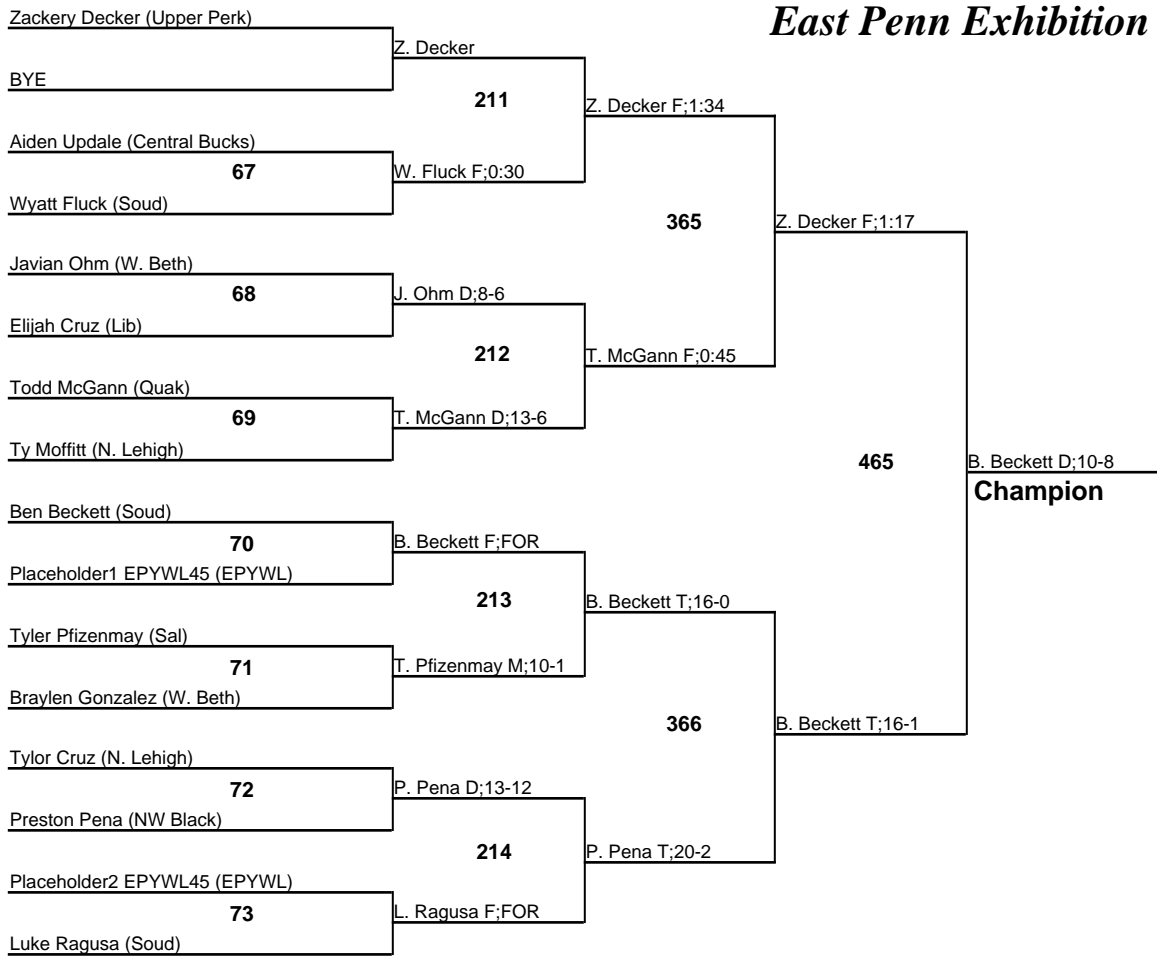 East Penn Exhibition
Zackery Decker (Upper Perk)
Z. Decker
BYE
211
Z. Decker F;1:34
Aiden Updale (Central Bucks)
67
W. Fluck F;0:30
Wyatt Fluck (Soud)
365
Z. Decker F;1:17
Javian Ohm (W. Beth)
68
J. Ohm D;8-6
Elijah Cruz (Lib)
212
T. McGann F;0:45
Todd McGann (Quak)
69
T. McGann D;13-6
Ty Moffitt (N. Lehigh)
465
B. Beckett D;10-8
Champion
Ben Beckett (Soud)
70
B. Beckett F;FOR
Placeholder1 EPYWL45 (EPYWL)
213
B. Beckett T;16-0
Tyler Pfizenmay (Sal)
71
T. Pfizenmay M;10-1
Braylen Gonzalez (W. Beth)
366
B. Beckett T;16-1
Tylor Cruz (N. Lehigh)
72
P. Pena D;13-12
Preston Pena (NW Black)
214
P. Pena T;20-2
Placeholder2 EPYWL45 (EPYWL)
73
L. Ragusa F;FOR
Luke Ragusa (Soud)